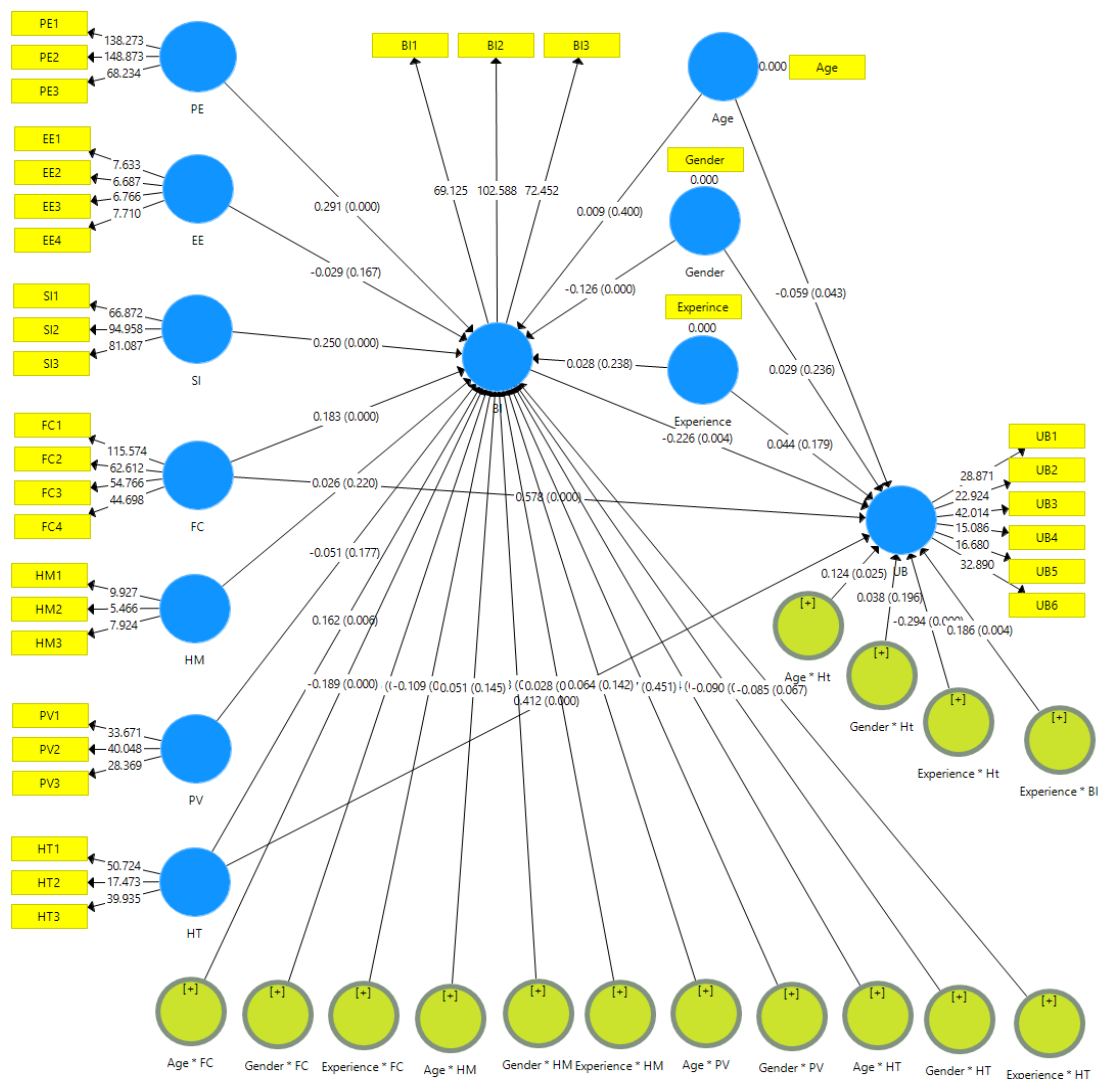 PE1
PE2
PE3
138.273
148.873
68.234
PE
BI1
BI2
BI3
69.125
102.588
72.452
Age
0.000
Age
EE1
EE2
EE3
EE4
7.633
6.687
6.766
7.710
EE
Gender
0.000
Gender
0.291 (0.000)
0.009 (0.400)
-0.029 (0.167)
-0.126 (0.000)
-0.059 (0.043)
SI1
SI2
SI3
66.872
94.958
81.087
SI
Experince
0.000
Experience
0.250 (0.000)
0.028 (0.238)
0.029 (0.236)
BI
0.183 (0.000)
-0.226 (0.004)
0.044 (0.179)
FC1
FC2
FC3
FC4
115.574
62.612
54.766
44.698
FC
0.026 (0.220)
0.578 (0.000)
UB1
UB2
UB3
UB4
UB5
UB6
28.871
22.924
42.014
15.086
16.680
32.890
UB
-0.051 (0.177)
HM1
HM2
HM3
9.927
5.466
7.924
HM
0.162 (0.006)
0.124 (0.025)
0.038 (0.196)
0.186 (0.004)
[+]
Age * Ht
[+]
Gender * Ht
[+]
Experience * Ht
[+]
Experience * BI
PV1
PV2
PV3
33.671
40.048
28.369
PV
-0.189 (0.000)
-0.109
0.051 (0.145)
0.028
0.064 (0.142)
(0.451)
-0.090
-0.085 (0.067)
0.412 (0.000)
HT1
HT2
HT3
50.724
17.473
39.935
HT
[+]
[+]
[+]
[+]
[+]
[+]
[+]
[+]
[+]
[+]
[+]
Age * FC
Gender * FC
Experience * FC
Age * HM
Gender * HM
Experience * HM
Age * PV
Gender * PV
Age * HT
Gender * HT
Experience * HT